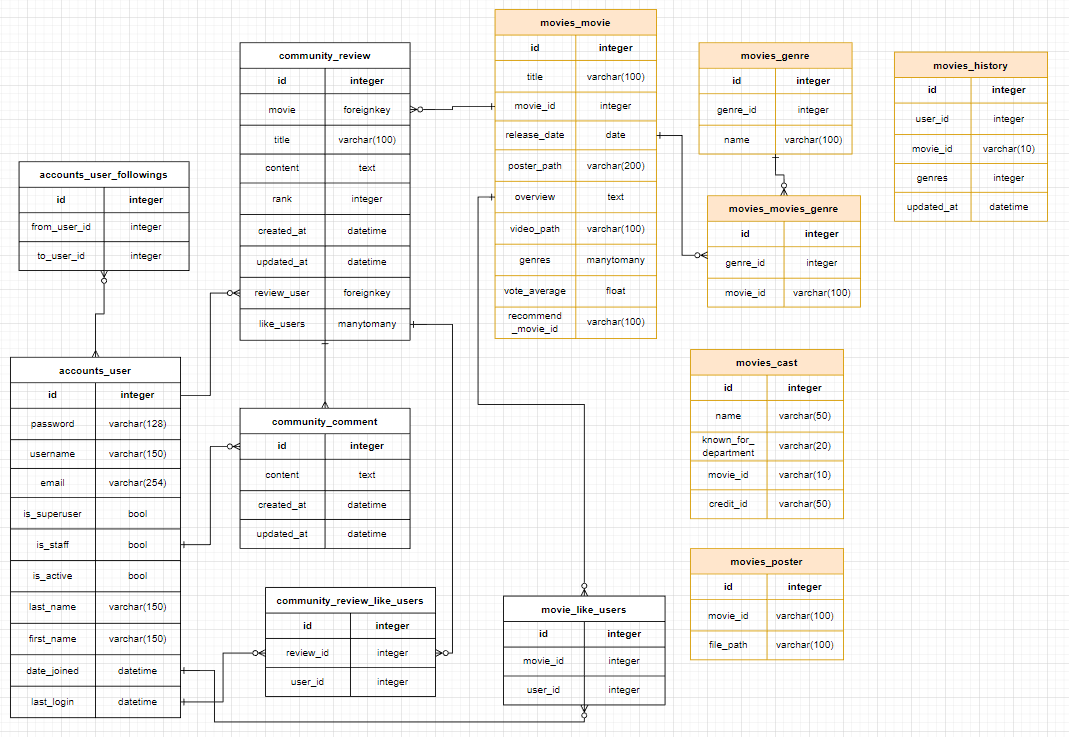 movies_movie
id integer
title varchar(100)
movie_id integer
release_date date
poster_path varchar(200)
overview text
video_path varchar(100)
genres manytomany
vote_average float
recommend
_movie_id varchar(100)
community_review
id integer
movie foreignkey
title varchar(100)
content text
rank integer
created_at datetime
updated_at datetime
review_user foreignkey
like_users manytomany
movies_genre
id integer
genre_id integer
name varchar(100)
movies_history
id integer
user_id integer
movie_id varchar(10)
genres integer
updated_at datetime
accounts_user_followings
id integer
from_user_id integer
to_user_id integer
movies_movies_genre
id integer
genre_id integer
movie_id varchar(100)
accounts_user
id integer
password varchar(128)
username varchar(150)
email varchar(254)
is_superuser bool
is_staff bool
is_active bool
last_name varchar(150)
first_name varchar(150)
date_joined datetime
last_login datetime
community_comment
id integer
content text
created_at datetime
updated_at datetime
movies_cast
id integer
name varchar(50)
known_for_
department varchar(20)
movie_id varchar(10)
credit_id varchar(50)
community_review_like_users
id integer
review_id integer
user_id integer
movie_like_users
id integer
movie_id integer
user_id integer
movies_poster
id integer
movie_id varchar(100)
file_path varchar(100)